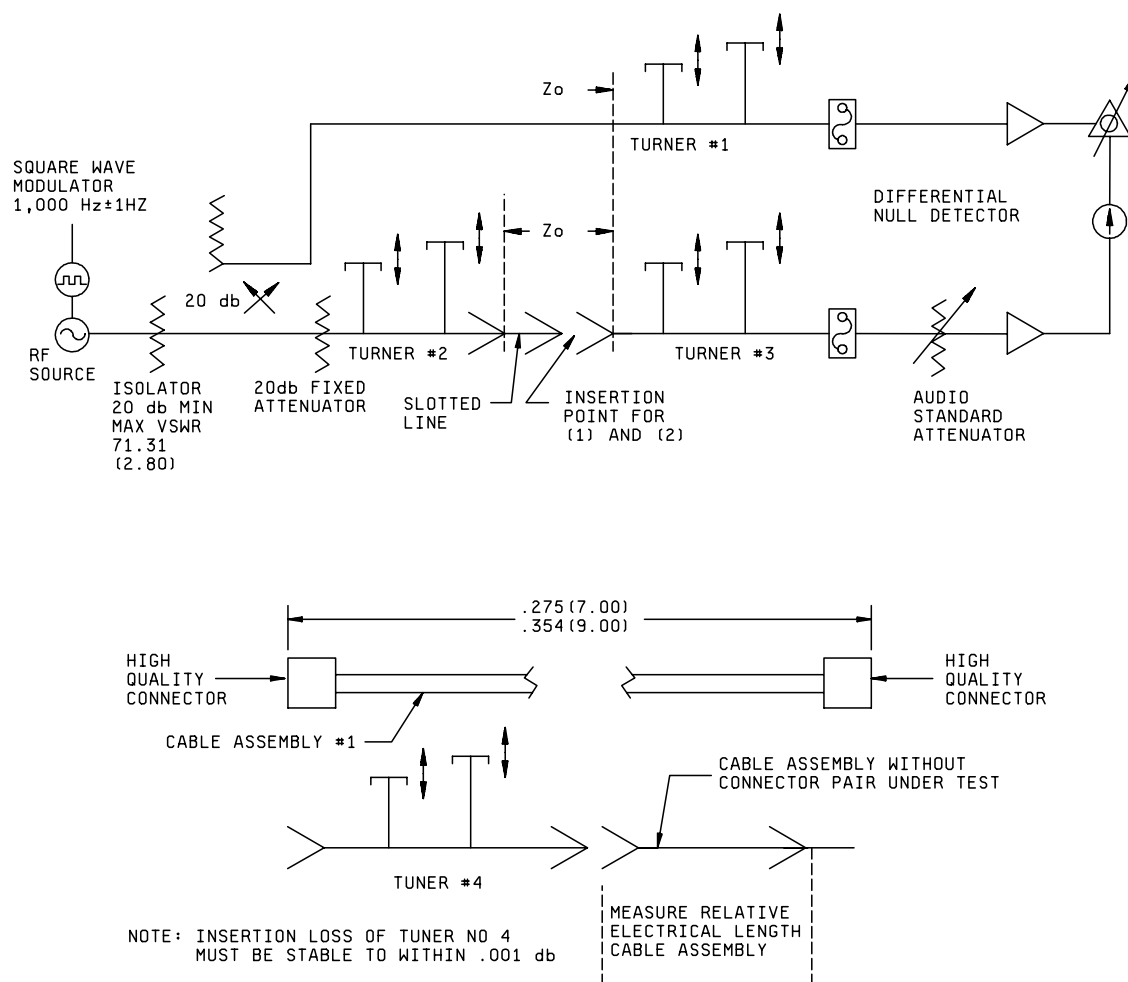 Zo
TURNER #1
SQUARE WAVE
MODULATOR
1,000 Hz±1HZ
DIFFERENTIAL
NULL DETECTOR
Zo
20 db
RF
SOURCE
TURNER #2
TURNER #3
ISOLATOR
20 db MIN
MAX VSWR
71.31
(2.80)
20db FIXED
ATTENUATOR
SLOTTED
LINE
INSERTION
POINT FOR
(1) AND (2)
AUDIO
STANDARD
ATTENUATOR
.275(7.00)
.354(9.00)
HIGH
QUALITY
CONNECTOR
HIGH
QUALITY
CONNECTOR
CABLE ASSEMBLY #1
CABLE ASSEMBLY WITHOUT
CONNECTOR PAIR UNDER TEST
TUNER #4
MEASURE RELATIVE
ELECTRICAL LENGTH
CABLE ASSEMBLY
NOTE: INSERTION LOSS OF TUNER NO 4
MUST BE STABLE TO WITHIN .001 db